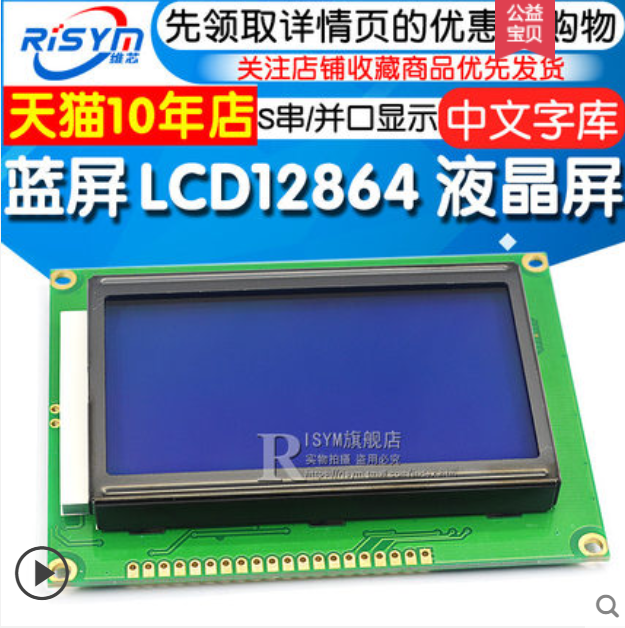 RiSYM
维芯
先领取详情页的优惠
购物
公益
宝贝
关注店铺收藏商品优先发货
天猫10年店
S串/并口显示
中文字库
蓝屏 LCD12864 液晶屏
RISYM旗舰店
实物拍摄 盗用必究